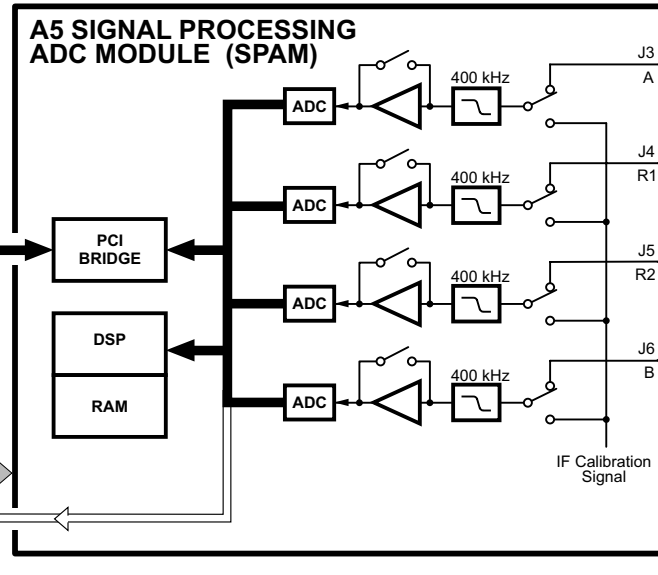 A5 SIGNAL PROCESSING
ADC MODULE (SPAM)
J3
A
400 kHz
ADC
J4
R1
400 kHz
ADC
PCI
BRIDGE
J5
R2
400 kHz
ADC
DSP
RAM
J6
B
400 kHz
ADC
IF Calibration
Signal